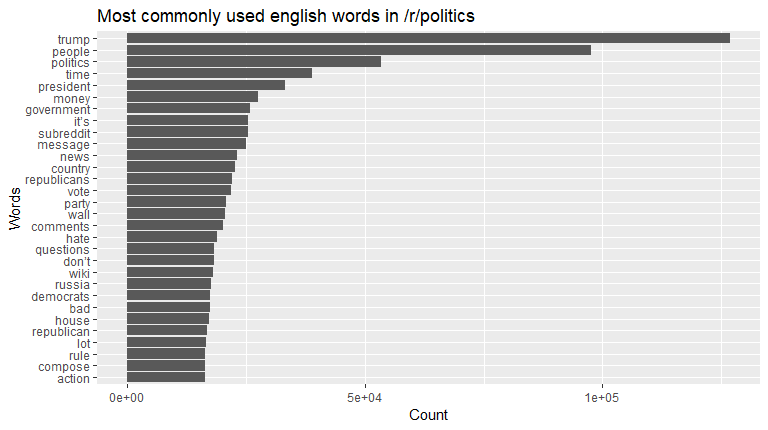 Most commonly used english words in /r/politics
trump
people
politics
time
president
money
government
it's
subreddit
message
news
country
republicans
vote
party
wall
comments
hate
questions
don't
wiki
russia
democrats
bad
house
republican
lot
rule
compose
action
Words
0e+00 5e+04 1e+05
Count